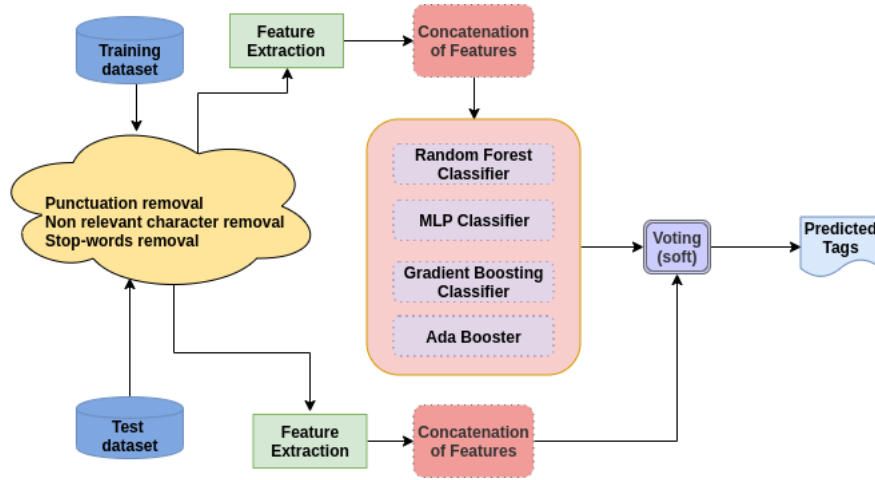 Training
dataset
Feature
Extraction
Concatenation
of Features
Punctuation removal
Non relevant character removal
Stop-words removal
Random Forest
Classifier
MLP Classifier
Gradient Boosting
Classifier
Ada Booster
Voting
(soft)
Predicted
Tags
Test
dataset
Feature
Extraction
Concatenation
of Features